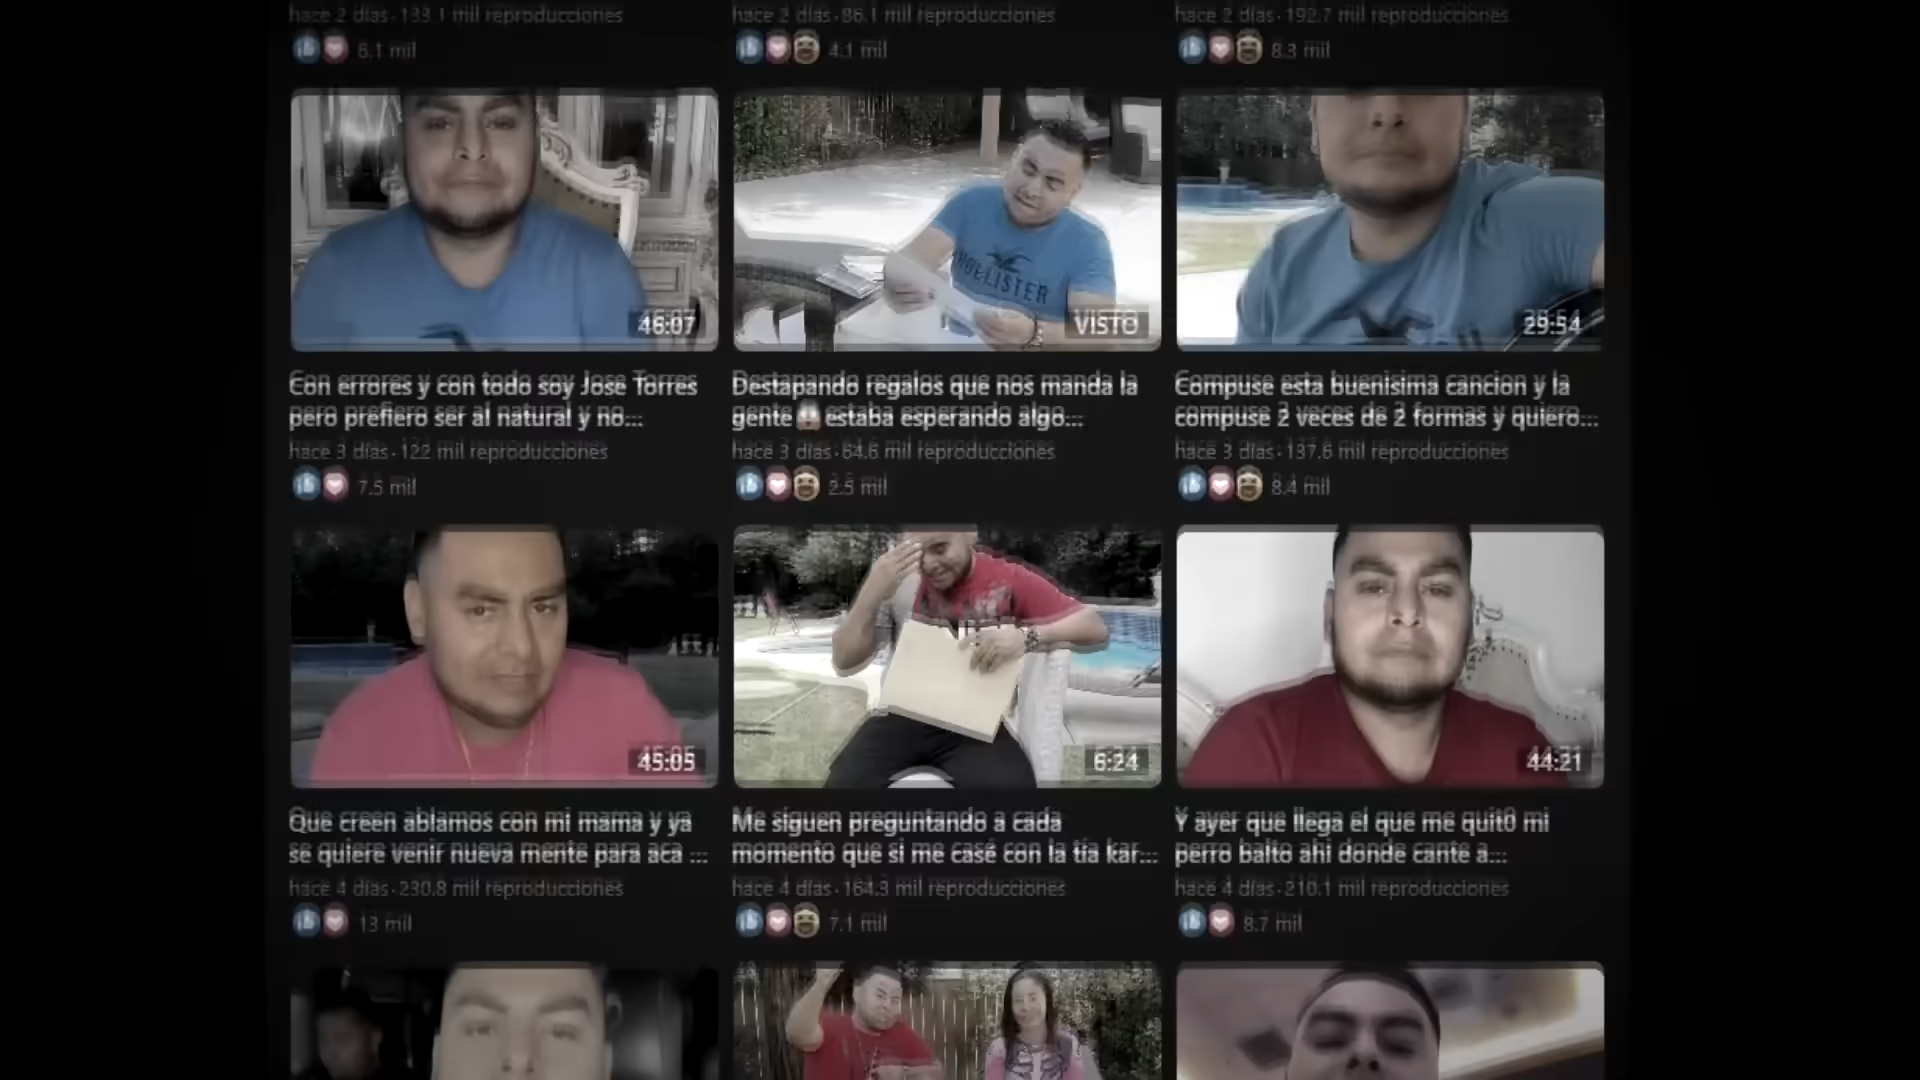 hace 2 días · 133.1 mil reproducciones
hace 2 días · 86.1 mil reproducciones
hace 2 días · 192.7 mil reproducciones
6.1 mil
4.1 mil
8.3 mil
HOLLISTER
46:07
VISTO
29:54
Con errores y con todo soy Jose Torres
pero prefiero ser al natural y no...
Destapando regalos que nos manda la
gente 😱 estaba esperando algo...
Compuse esta buenisima cancion y la
compuse 2 veces de 2 formas y quiero...
hace 3 días · 122 mil reproducciones
hace 3 días · 64.6 mil reproducciones
hace 3 días · 137.6 mil reproducciones
7.5 mil
2.5 mil
8.4 mil
45:05
6:24
44:21
Que creen ablamos con mi mama y ya
se quiere venir nueva mente para aca ...
Me siguen preguntando a cada
momento que si me casé con la tía kar...
Y ayer que llega el que me quit0 mi
perro balto ahi donde cante a...
hace 4 días · 230.8 mil reproducciones
hace 4 días · 164.3 mil reproducciones
hace 4 días · 210.1 mil reproducciones
13 mil
7.1 mil
8.7 mil